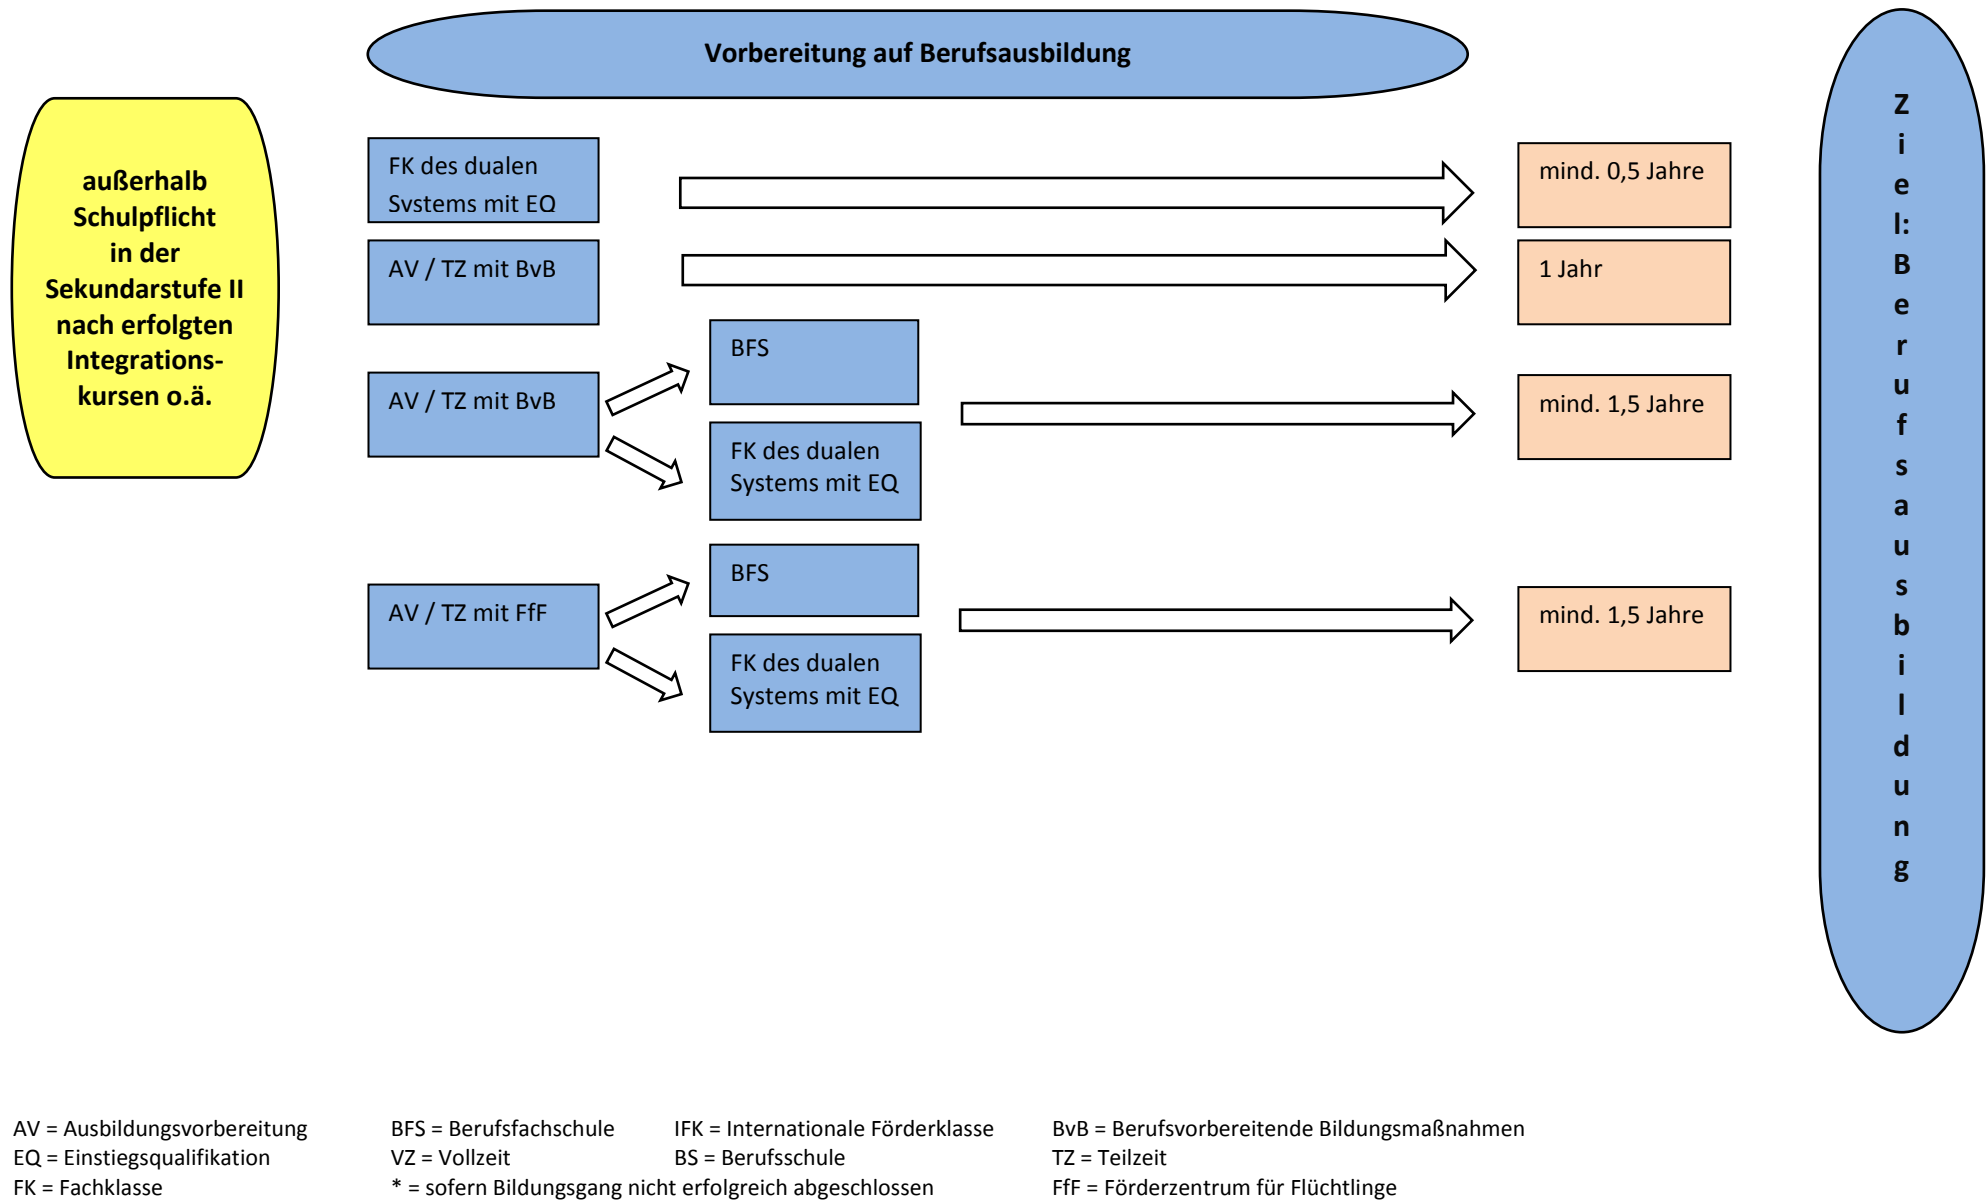 Vorbereitung auf Berufsausbildung
außerhalb
Schulpflicht
in der
Sekundarstufe II
nach erfolgten
Integrations-
kursen o.ä.
FK des dualen
Systems mit EQ
mind. 0,5 Jahre
AV / TZ mit BvB
1 Jahr
AV / TZ mit BvB
BFS
FK des dualen
Systems mit EQ
mind. 1,5 Jahre
AV / TZ mit FfF
BFS
FK des dualen
Systems mit EQ
mind. 1,5 Jahre
Z
i
e
l:
B
e
r
u
f
s
a
u
s
b
i
l
d
u
n
g
AV = Ausbildungsvorbereitung BFS = Berufsfachschule IFK = Internationale Förderklasse BvB = Berufsvorbereitende Bildungsmaßnahmen
EQ = Einstiegsqualifikation VZ = Vollzeit BS = Berufsschule TZ = Teilzeit
FK = Fachklasse * = sofern Bildungsgang nicht erfolgreich abgeschlossen FfF = Förderzentrum für Flüchtlinge